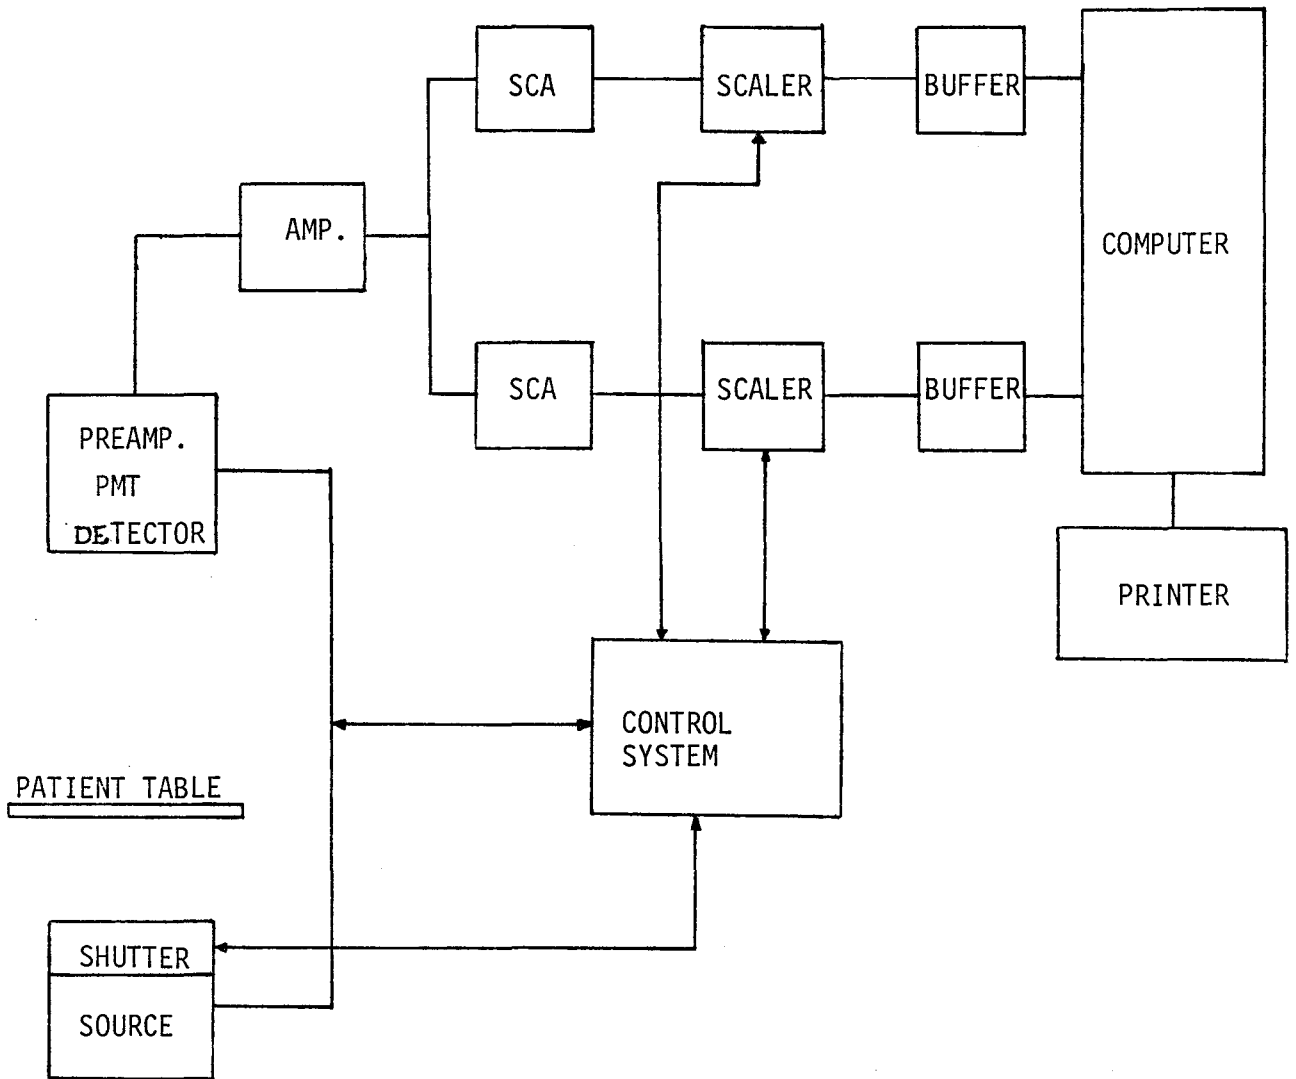 SCA
SCALER
BUFFER
AMP.
COMPUTER
SCA
SCALER
BUFFER
PREAMP.
PMT
DETECTOR
PRINTER
CONTROL
SYSTEM
PATIENT TABLE
SHUTTER
SOURCE